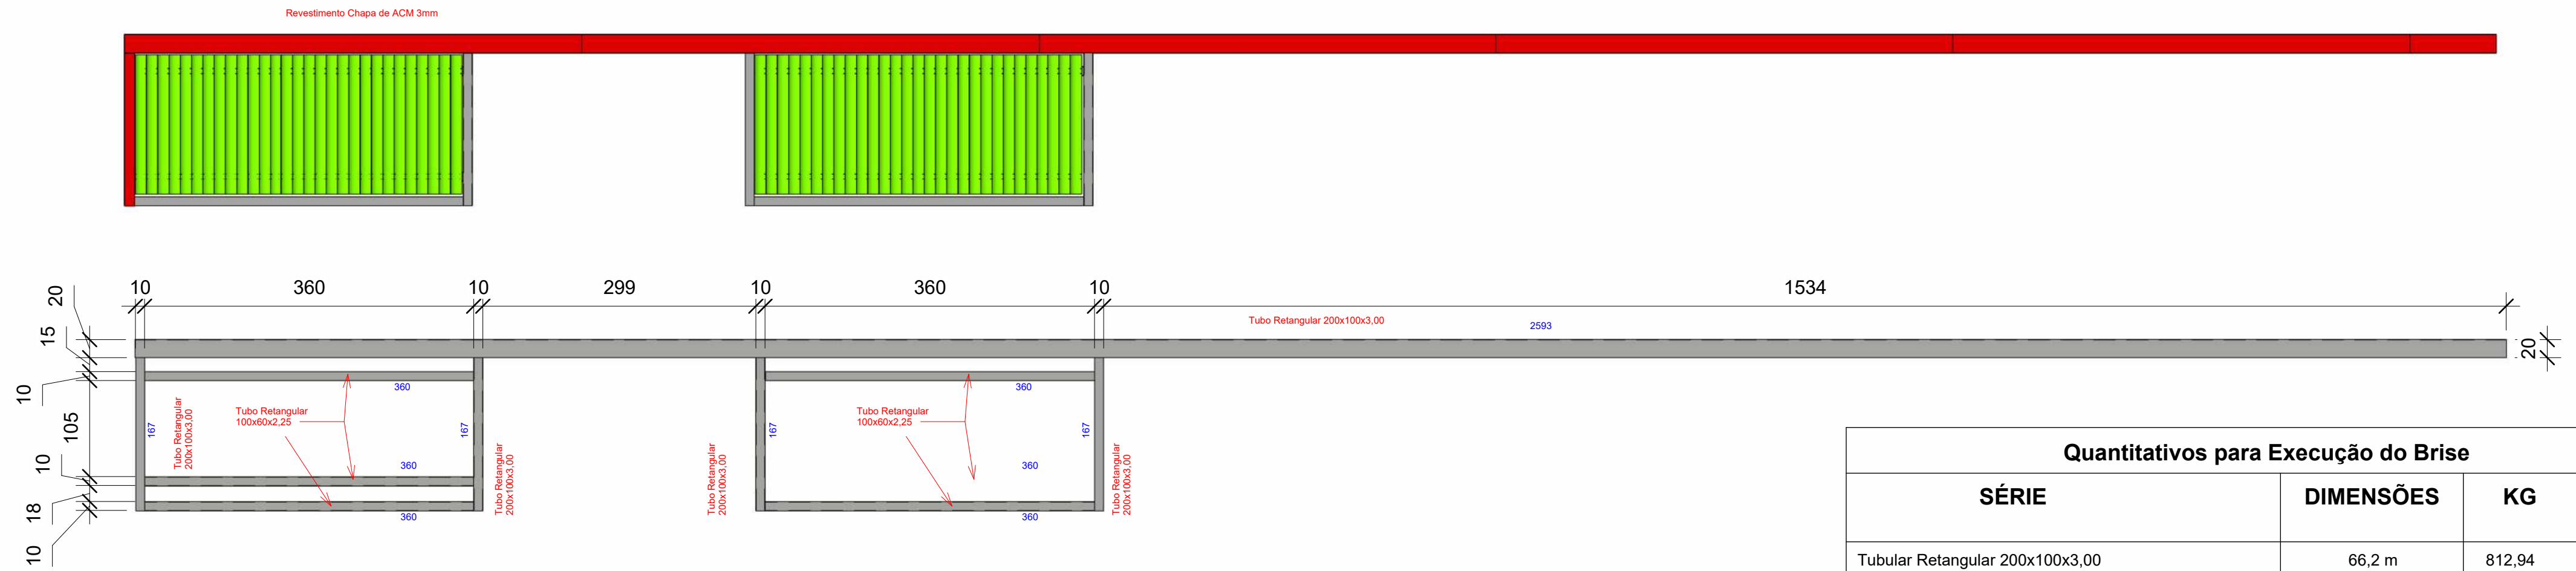 Revestimento Chapa de ACM 3mm
10 360 10 299 10 360 10 1534
20
15
10
105
10
18
10
Tubo Retangular 200x100x3,00
2593
20
360
360
167
Tubo Retangular
200x100x3,00
Tubo Retangular
100x60x2,25
167
360
360
Tubo Retangular
200x100x3,00
Tubo Retangular
200x100x3,00
167
Tubo Retangular
100x60x2,25
167
360
360
Tubo Retangular
200x100x3,00
Quantitativos para Execução do Brise
SÉRIE DIMENSÕES KG
Tubular Retangular 200x100x3,00 66,2 m 812,94